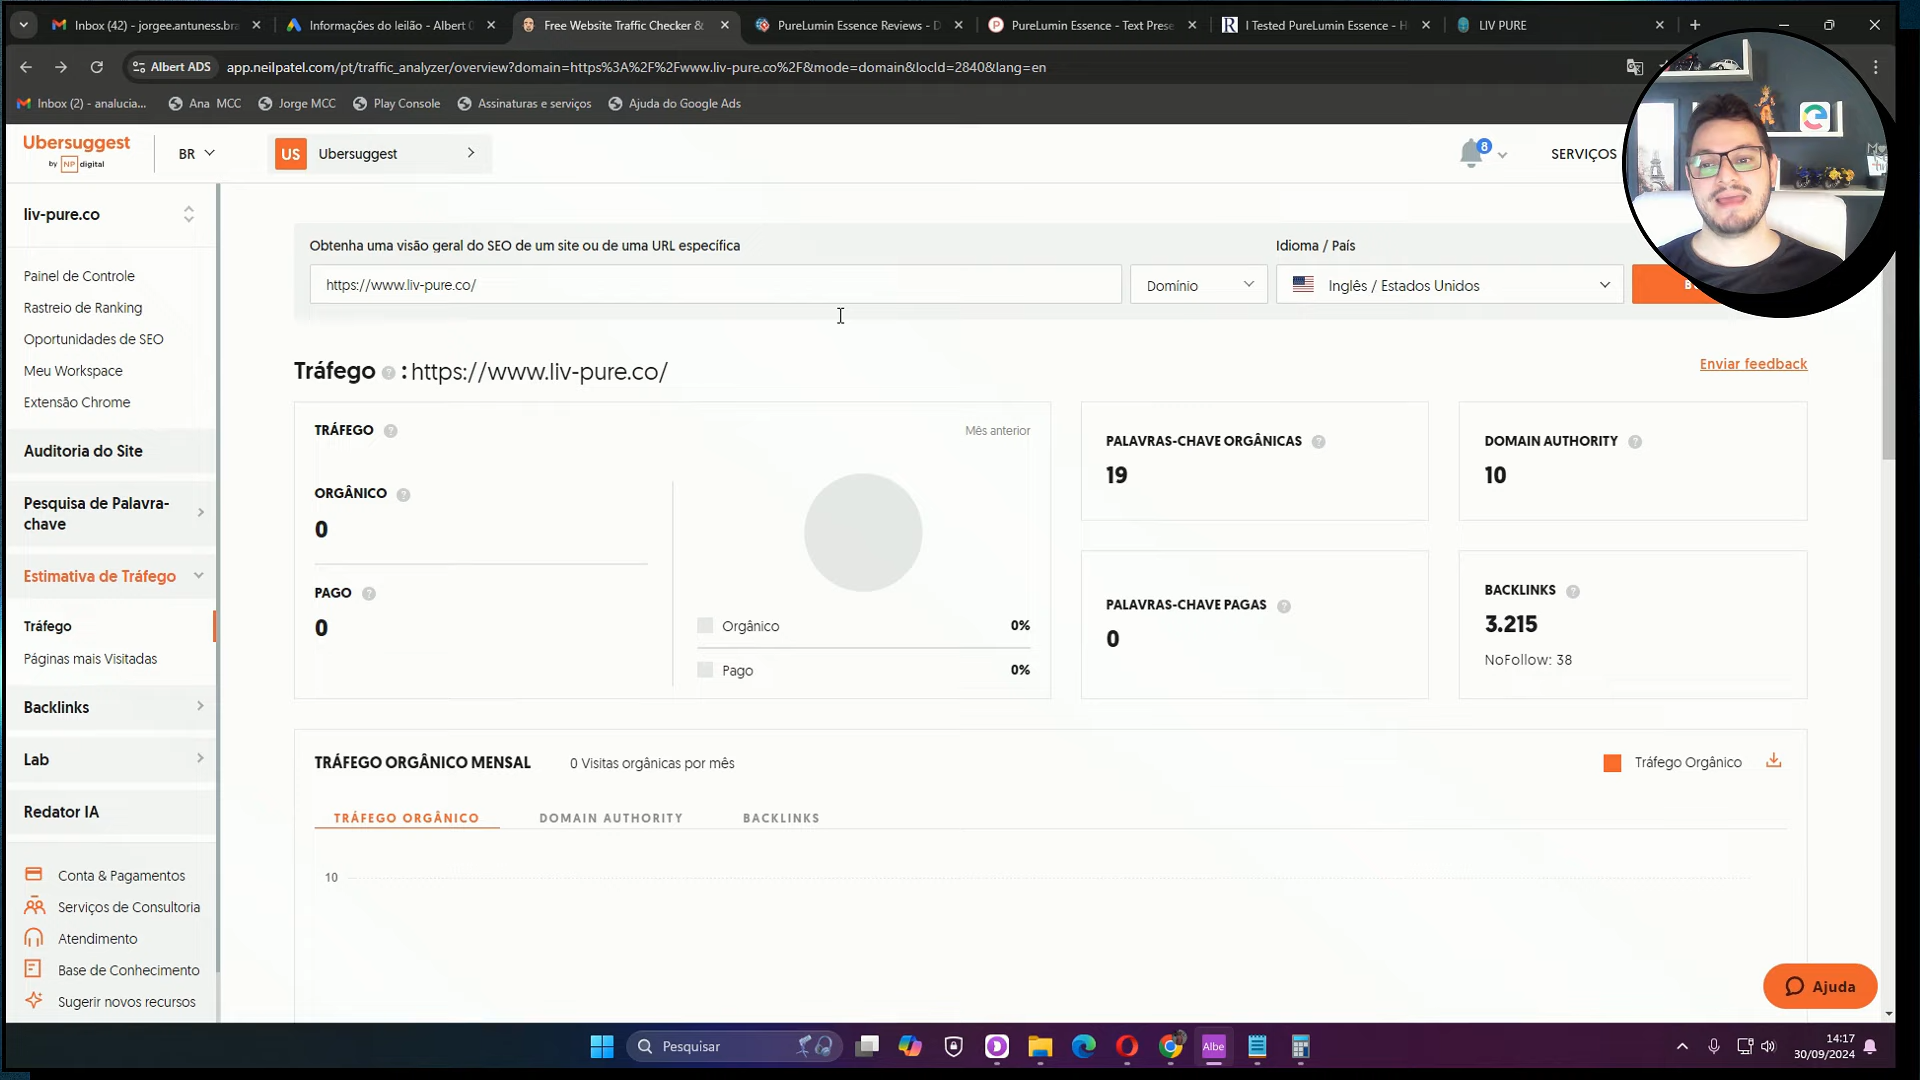 Inbox (42) - jorgee.antuness.bra
Informações do leilão - Albert
Free Website Traffic Checker &
PureLumin Essence Reviews - D
PureLumin Essence - Text Prese
I Tested PureLumin Essence - H
LIV PURE
Albert ADS
app.neilpatel.com/pt/traffic_analyzer/overview?domain=https%3A%2F%2Fwww.liv-pure.co%2F&mode=domain&locId=2840&lang=en
Inbox (2) - analucia...
Ana MCC
Jorge MCC
Play Console
Assinaturas e serviços
Ajuda do Google Ads
Ubersuggest
by NP digital
BR
US
Ubersuggest
8
SERVIÇOS
liv-pure.co
Painel de Controle
Rastreio de Ranking
Oportunidades de SEO
Meu Workspace
Extensão Chrome
Auditoria do Site
Pesquisa de Palavra-
chave
Estimativa de Tráfego
Tráfego
Páginas mais Visitadas
Backlinks
Lab
Redator IA
Conta & Pagamentos
Serviços de Consultoria
Atendimento
Base de Conhecimento
Sugerir novos recursos
Obtenha uma visão geral do SEO de um site ou de uma URL específica
Idioma / País
https://www.liv-pure.co/
Domínio
Inglês / Estados Unidos
Tráfego : https://www.liv-pure.co/
Enviar feedback
TRÁFEGO
Mês anterior
ORGÂNICO
0
PAGO
0
Orgânico 0%
Pago 0%
PALAVRAS-CHAVE ORGÂNICAS
19
DOMAIN AUTHORITY
10
PALAVRAS-CHAVE PAGAS
0
BACKLINKS
3.215
NoFollow: 38
TRÁFEGO ORGÂNICO MENSAL
0 Visitas orgânicas por mês
Tráfego Orgânico
TRÁFEGO ORGÂNICO
DOMAIN AUTHORITY
BACKLINKS
10
Ajuda
Pesquisar
Albe
14:17
30/09/2024